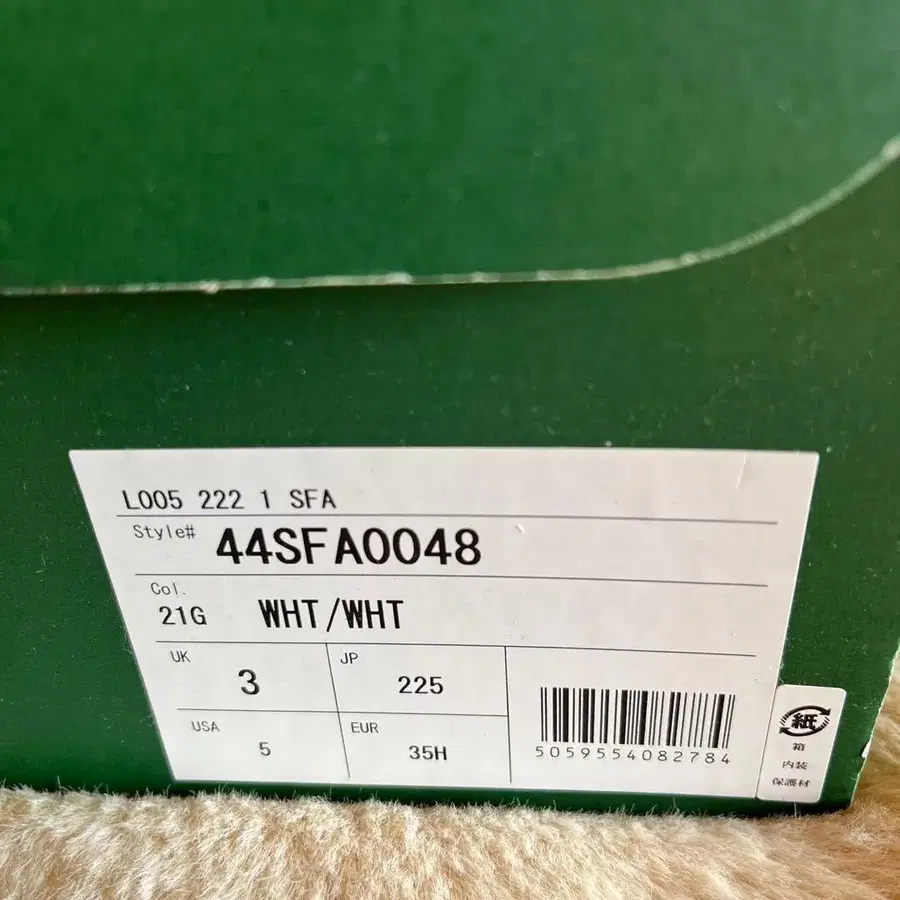 L005 222 1 SFA
Style# 44SFA0048
Col.
21G WHT/WHT
UK 3 JP 225
USA 5 EUR 35H
5059554082784
紙
箱
内装
保護材